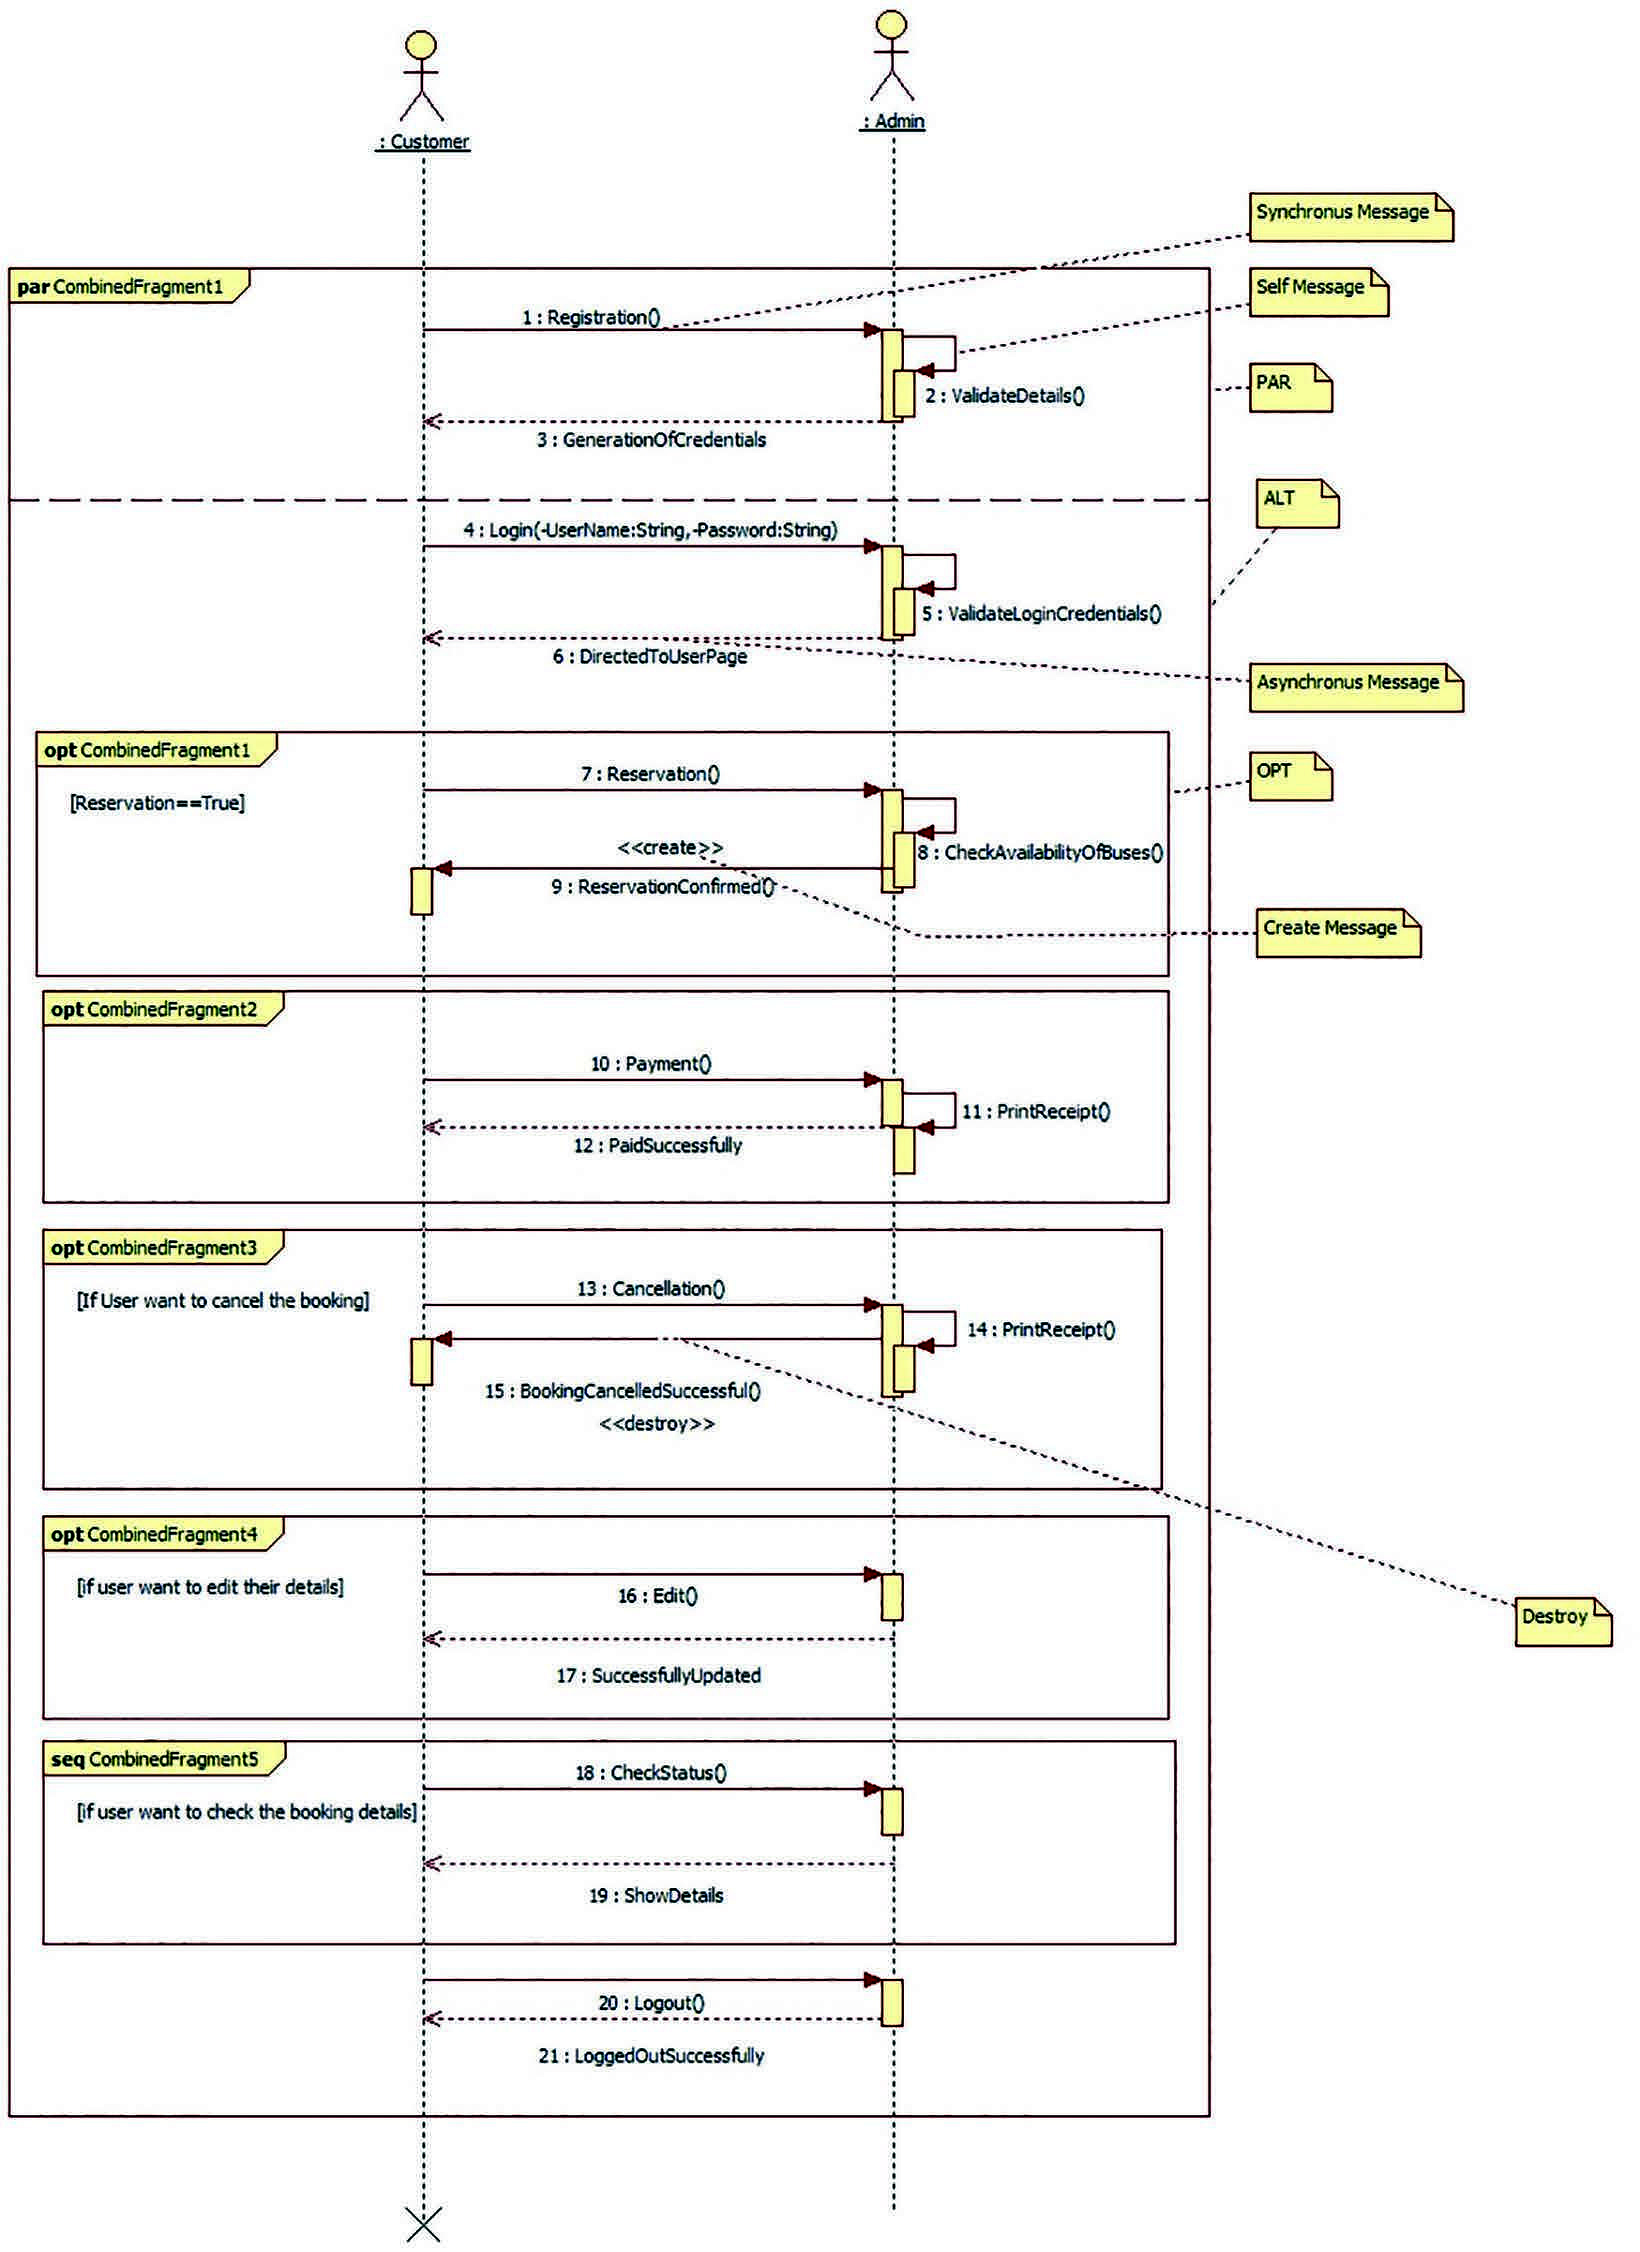 : Customer
: Admin
Synchronus Message
par CombinedFragment1
Self Message
1 : Registration()
PAR
2 : ValidateDetails()
3 : GenerationOfCredentials
ALT
4 : Login(-UserName:String,-Password:String)
5 : ValidateLoginCredentials()
6 : DirectedToUserPage
Asynchronus Message
opt CombinedFragment1
OPT
7 : Reservation()
[Reservation==True]
<<create>>
8 : CheckAvailabilityOfBuses()
9 : ReservationConfirmed()
Create Message
opt CombinedFragment2
10 : Payment()
11 : PrintReceipt()
12 : PaidSuccessfully
opt CombinedFragment3
13 : Cancellation()
[If User want to cancel the booking]
14 : PrintReceipt()
15 : BookingCancelledSuccessful()
<<destroy>>
opt CombinedFragment4
[if user want to edit their details]
16 : Edit()
Destroy
17 : SuccessfullyUpdated
seq CombinedFragment5
18 : CheckStatus()
[if user want to check the booking details]
19 : ShowDetails
20 : Logout()
21 : LoggedOutSuccessfully